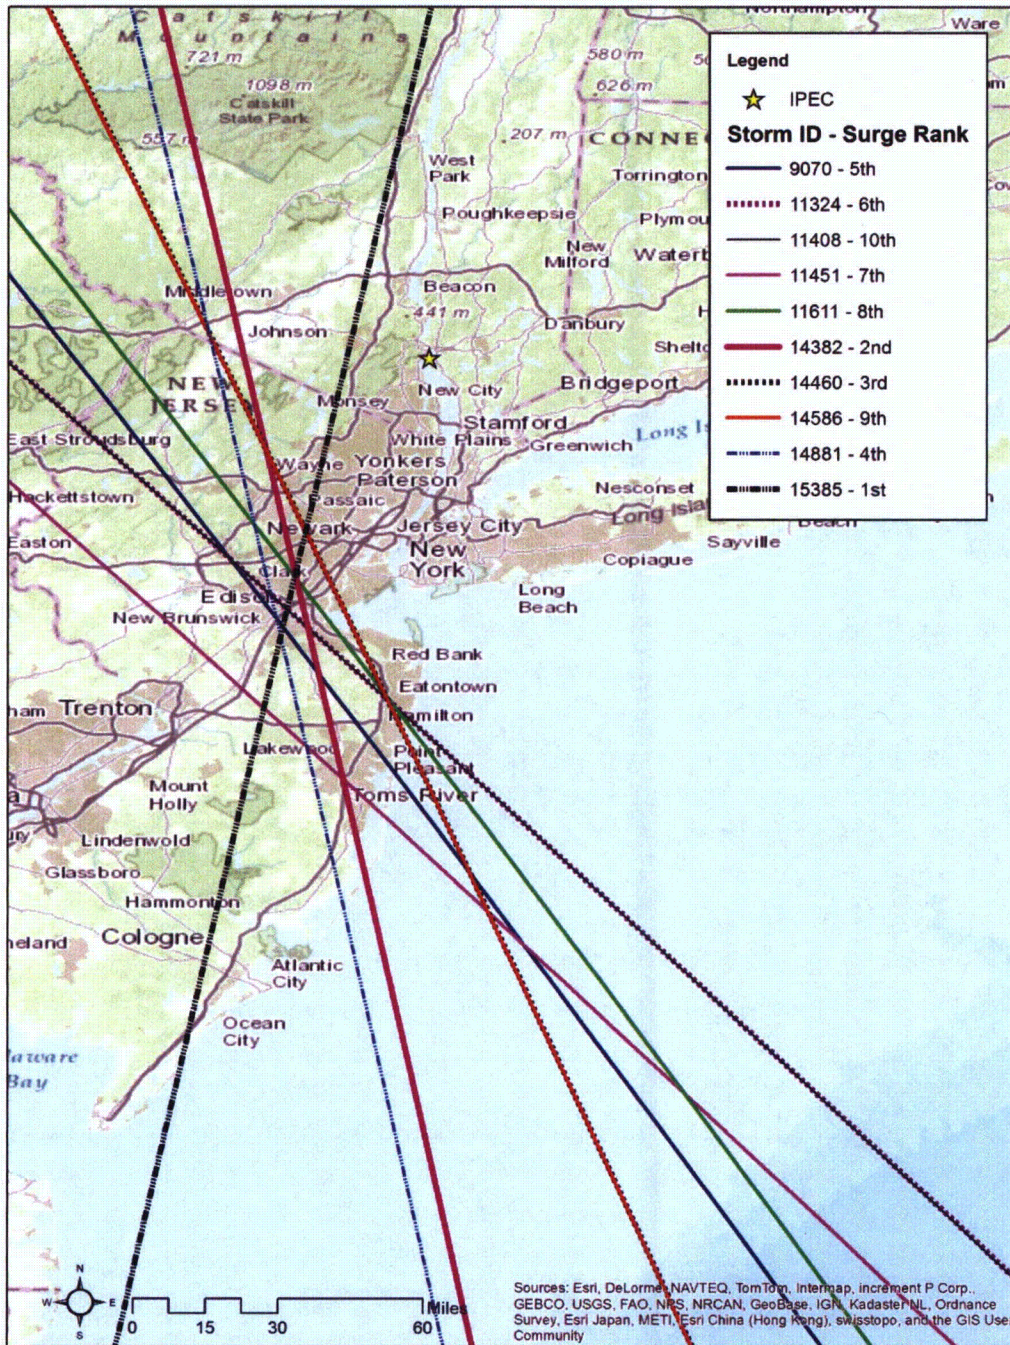 Catskill
Mountains
721 m
1098 m
Catskill
State Park
557 m
580 m
626 m
207 m
Northampton
Ware
CONNE
West
Park
Poughkeepsie
Torrington
Plymou
New
Milford
Waterb
Middletown
Beacon
441 m
Johnson
Danbury
Shelto
NEW
JERSEY
Monsey
New City
Bridgeport
Stamford
East Stroudsburg
White Plains
Greenwich
Long Is
Wayne
Yonkers
Paterson
Hackettstown
Passaic
Nesconset
Long Islan
Beach
Newark
Jersey City
Sayville
Easton
New
York
Copiague
Clark
Edison
Long
Beach
New Brunswick
Red Bank
Eatontown
ham
Trenton
Hamilton
Lakewood
Point
Pleasant
Mount
Holly
Toms River
a
ury
Lindenwold
Glassboro
Hammonton
neland
Cologne
Atlantic
City
Ocean
City
aware
Bay
Legend
IPEC
Storm ID - Surge Rank
9070 - 5th
11324 - 6th
11408 - 10th
11451 - 7th
11611 - 8th
14382 - 2nd
14460 - 3rd
14586 - 9th
14881 - 4th
15385 - 1st
N
W E
S
Miles
0 15 30 60
Sources: Esri, DeLorme, NAVTEQ, TomTom, Intermap, increment P Corp.,
GEBCO, USGS, FAO, NPS, NRCAN, GeoBase, IGN, Kadaster NL, Ordnance
Survey, Esri Japan, METI, Esri China (Hong Kong), swisstopo, and the GIS User
Community